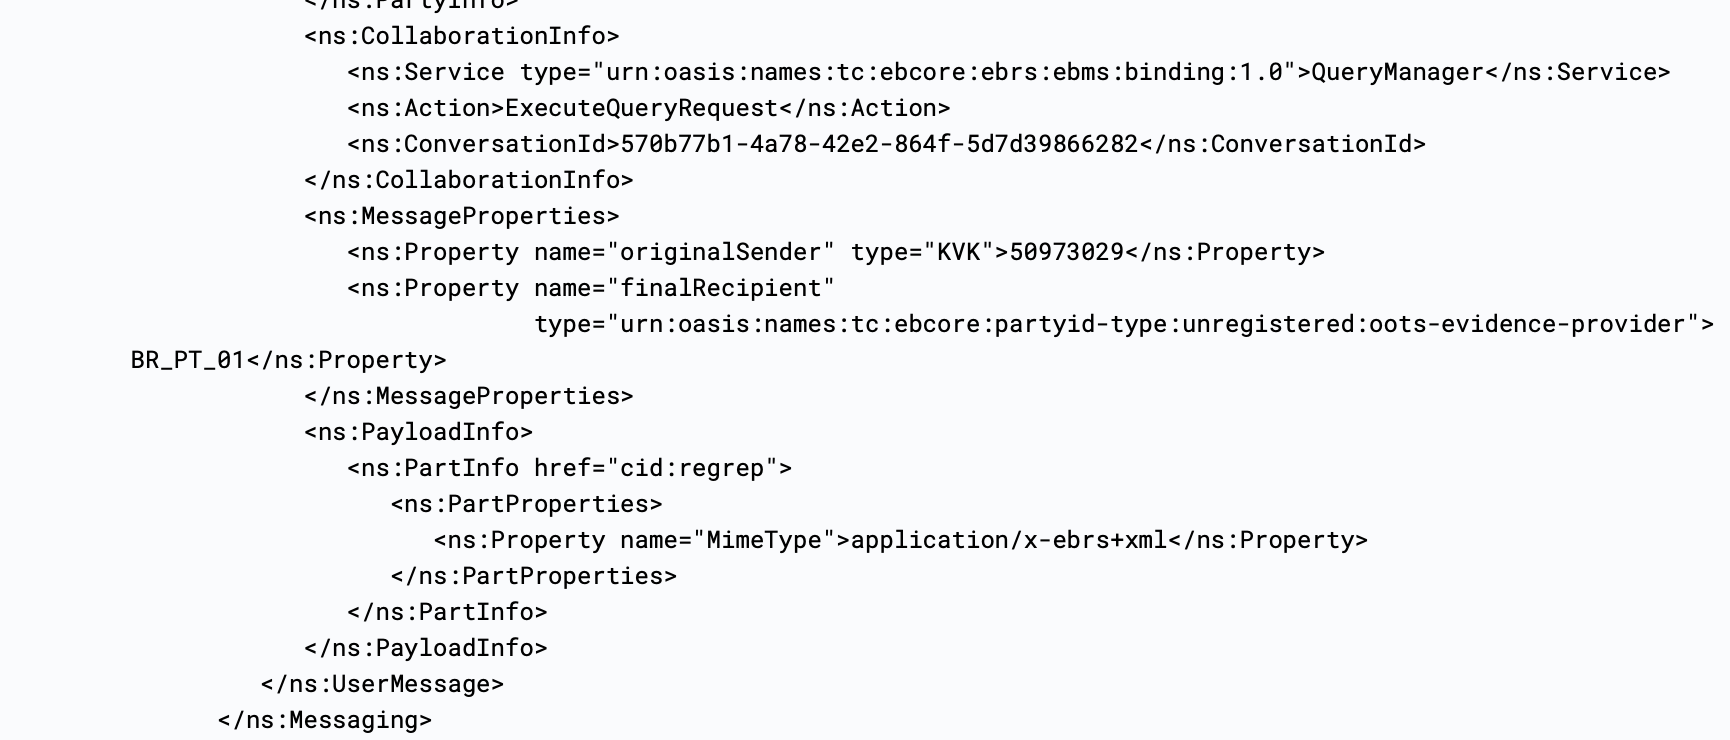 </ns:PartyInfo>
<ns:CollaborationInfo>
<ns:Service type="urn:oasis:names:tc:ebcore:ebrs:ebms:binding:1.0">QueryManager</ns:Service>
<ns:Action>ExecuteQueryRequest</ns:Action>
<ns:ConversationId>570b77b1-4a78-42e2-864f-5d7d39866282</ns:ConversationId>
</ns:CollaborationInfo>
<ns:MessageProperties>
<ns:Property name="originalSender" type="KVK">50973029</ns:Property>
<ns:Property name="finalRecipient"
type="urn:oasis:names:tc:ebcore:partyid-type:unregistered:oots-evidence-provider">
BR_PT_01</ns:Property>
</ns:MessageProperties>
<ns:PayloadInfo>
<ns:PartInfo href="cid:regrep">
<ns:PartProperties>
<ns:Property name="MimeType">application/x-ebrs+xml</ns:Property>
</ns:PartProperties>
</ns:PartInfo>
</ns:PayloadInfo>
</ns:UserMessage>
</ns:Messaging>